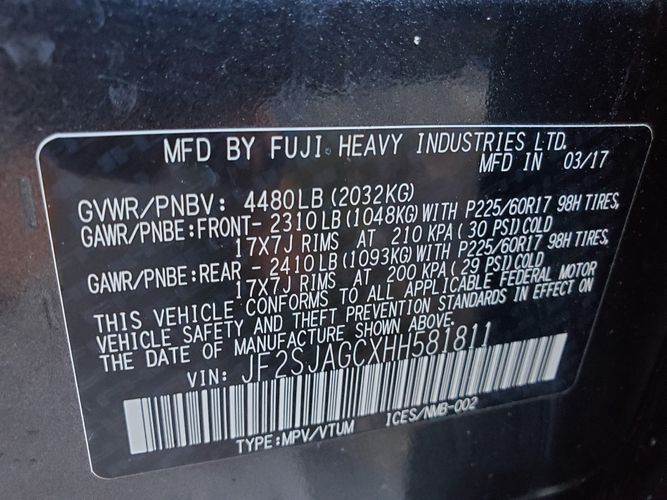 MFD BY FUJI HEAVY INDUSTRIES LTD.
MFD IN 03/17
GVWR/PNBV: 4480LB (2032KG)
GAWR/PNBE:FRONT- 2310LB (1048KG) WITH P225/60R17 98H TIRES,
17X7J RIMS AT 210 KPA ( 30 PSI) COLD
GAWR/PNBE:REAR - 2410LB (1093KG) WITH P225/60R17 98H TIRES,
17X7J RIMS AT 200 KPA ( 29 PSI) COLD
THIS VEHICLE CONFORMS TO ALL APPLICABLE FEDERAL MOTOR
VEHICLE SAFETY AND THEFT PREVENTION STANDARDS IN EFFECT ON
THE DATE OF MANUFACTURE SHOWN ABOVE.
VIN: JF2SJAGCXHH581811
TYPE:MPV/VTUM ICES/NMB-002